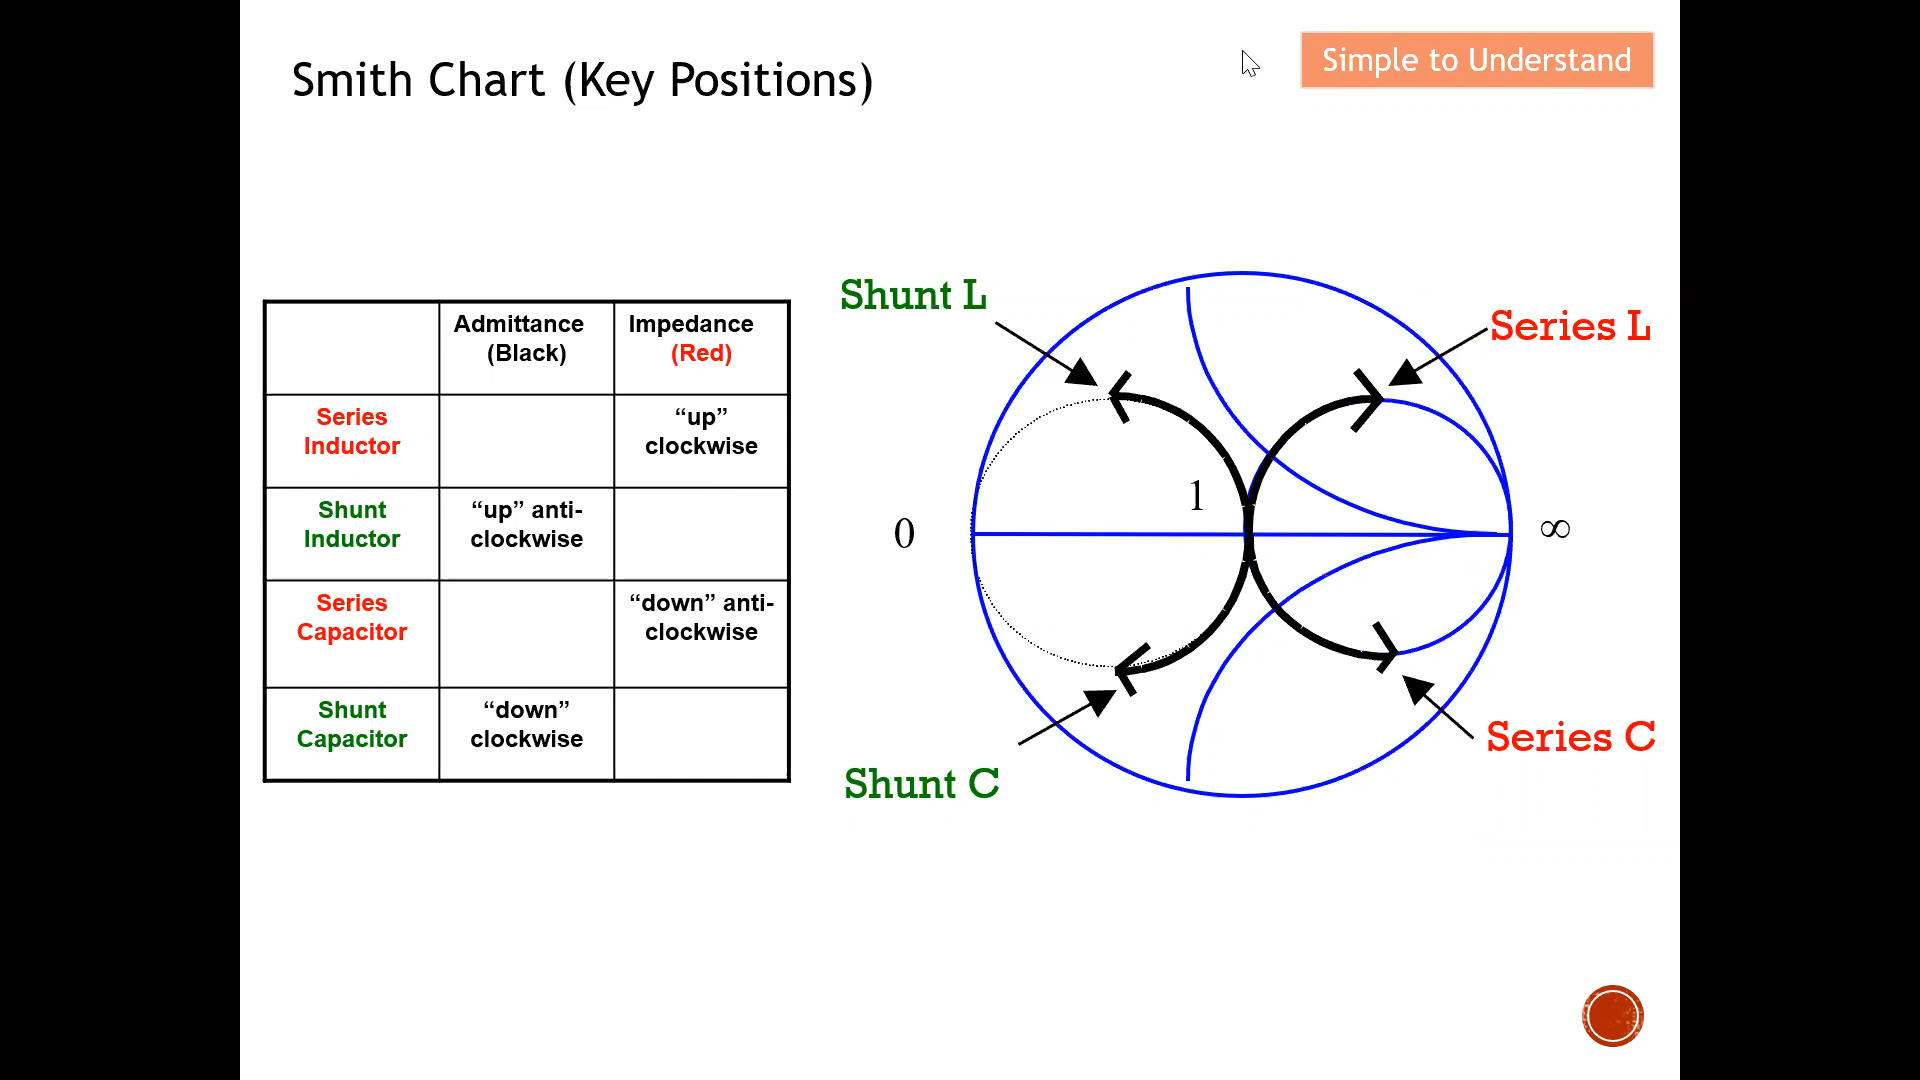 Smith Chart (Key Positions)
Simple to Understand
Admittance
(Black)
Impedance
(Red)
Series
Inductor
“up”
clockwise
Shunt
Inductor
“up” anti-
clockwise
Series
Capacitor
“down” anti-
clockwise
Shunt
Capacitor
“down”
clockwise
Shunt L
Series L
1
0
∞
Series C
Shunt C